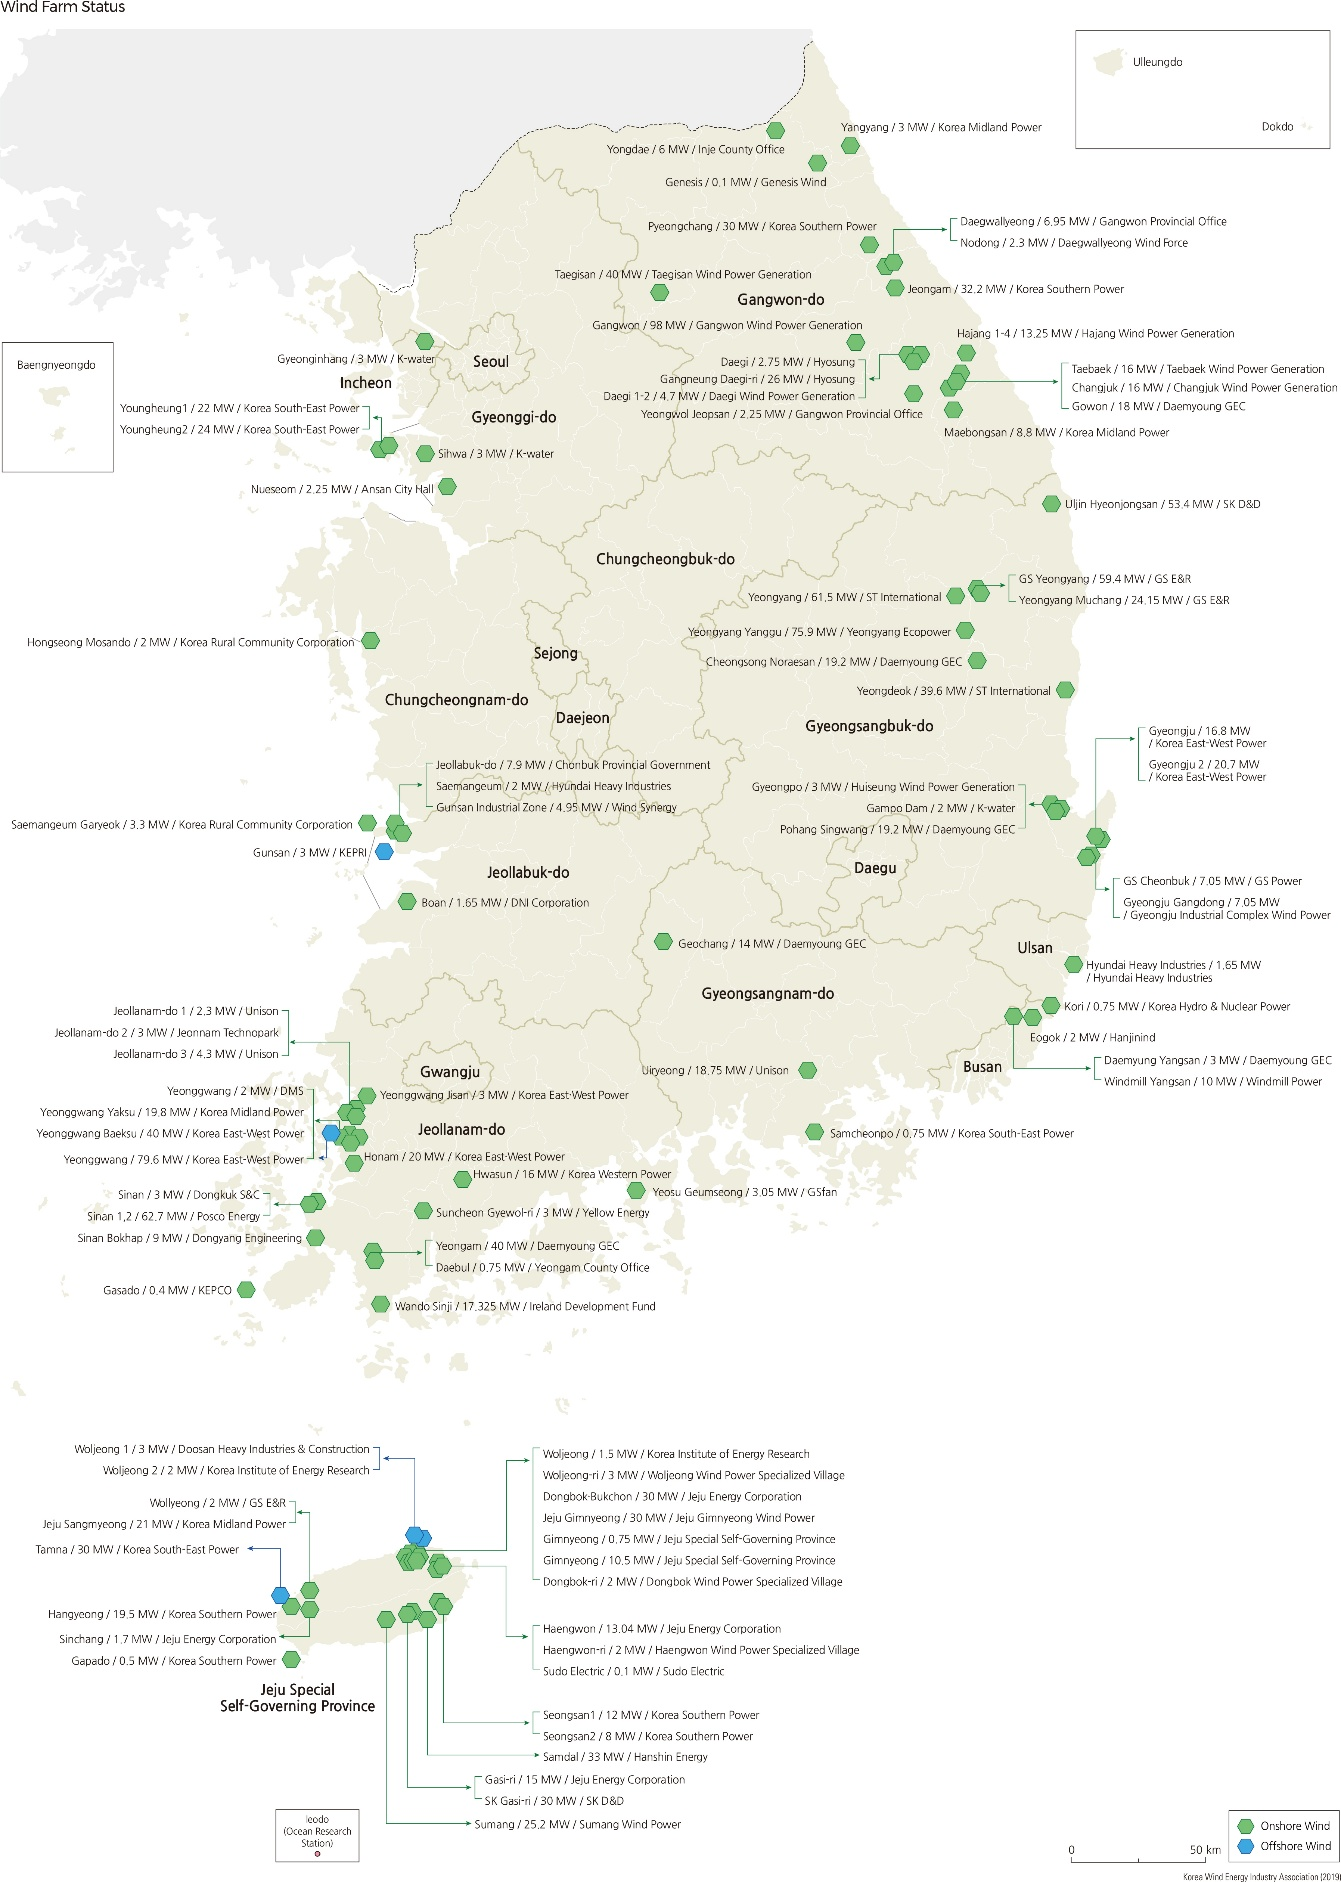 Wind Farm Status
Ulleungdo
Dokdo
Yangyang / 3 MW / Korea Midland Power
Yongdae / 6 MW / Inje County Office
Genesis / 0.1 MW / Genesis Wind
Pyeongchang / 30 MW / Korea Southern Power
Daegwallyeong / 6.95 MW / Gangwon Provincial Office
Nodong / 2.3 MW / Daegwallyeong Wind Force
Taegisan / 40 MW / Taegisan Wind Power Generation
Jeongam / 32.2 MW / Korea Southern Power
Gangwon-do
Gangwon / 98 MW / Gangwon Wind Power Generation
Hajang 1-4 / 13.25 MW / Hajang Wind Power Generation
Gyeonginhang / 3 MW / K-water
Seoul
Daegi / 2.75 MW / Hyosung
Gangneung Daegi-ri / 26 MW / Hyosung
Daegi 1-2 / 4.7 MW / Daegi Wind Power Generation
Taebaek / 16 MW / Taebaek Wind Power Generation
Changjuk / 16 MW / Changjuk Wind Power Generation
Gowon / 18 MW / Daemyoung GEC
Baengnyeongdo
Incheon
Youngheung1 / 22 MW / Korea South-East Power
Youngheung2 / 24 MW / Korea South-East Power
Gyeonggi-do
Yeongwol Jeopsan / 2.25 MW / Gangwon Provincial Office
Maebongsan / 8.8 MW / Korea Midland Power
Sihwa / 3 MW / K-water
Nueseom / 2.25 MW / Ansan City Hall
Uljin Hyeonjongsan / 53.4 MW / SK D&D
Chungcheongbuk-do
GS Yeongyang / 59.4 MW / GS E&R
Yeongyang Muchang / 24.15 MW / GS E&R
Yeongyang / 61.5 MW / ST International
Yeongyang Yanggu / 75.9 MW / Yeongyang Ecopower
Hongseong Mosando / 2 MW / Korea Rural Community Corporation
Sejong
Cheongsong Noraesan / 19.2 MW / Daemyoung GEC
Yeongdeok / 39.6 MW / ST International
Chungcheongnam-do
Daejeon
Gyeongsangbuk-do
Gyeongju / 16.8 MW
/ Korea East-West Power
Gyeongju 2 / 20.7 MW
/ Korea East-West Power
Jeollabuk-do / 7.9 MW / Chonbuk Provincial Government
Saemangeum / 2 MW / Hyundai Heavy Industries
Gunsan Industrial Zone / 4.95 MW / Wind Synergy
Gyeongpo / 3 MW / Huiseung Wind Power Generation
Gampo Dam / 2 MW / K-water
Pohang Singwang / 19.2 MW / Daemyoung GEC
Saemangeum Garyeok / 3.3 MW / Korea Rural Community Corporation
Gunsan / 3 MW / KEPRI
Jeollabuk-do
Daegu
GS Cheonbuk / 7.05 MW / GS Power
Gyeongju Gangdong / 7.05 MW
/ Gyeongju Industrial Complex Wind Power
Boan / 1.65 MW / DNI Corporation
Geochang / 14 MW / Daemyoung GEC
Ulsan
Hyundai Heavy Industries / 1.65 MW
/ Hyundai Heavy Industries
Gyeongsangnam-do
Kori / 0.75 MW / Korea Hydro & Nuclear Power
Jeollanam-do 1 / 2.3 MW / Unison
Jeollanam-do 2 / 3 MW / Jeonnam Technopark
Jeollanam-do 3 / 4.3 MW / Unison
Eogok / 2 MW / Hanjinind
Daemyung Yangsan / 3 MW / Daemyoung GEC
Windmill Yangsan / 10 MW / Windmill Power
Busan
Gwangju
Uiryeong / 18.75 MW / Unison
Yeonggwang / 2 MW / DMS
Yeonggwang Yaksu / 19.8 MW / Korea Midland Power
Yeonggwang Baeksu / 40 MW / Korea East-West Power
Yeonggwang / 79.6 MW / Korea East-West Power
Yeonggwang Jisan / 3 MW / Korea East-West Power
Jeollanam-do
Samcheonpo / 0.75 MW / Korea South-East Power
Honam / 20 MW / Korea East-West Power
Hwasun / 16 MW / Korea Western Power
Yeosu Geumseong / 3.05 MW / GSfan
Sinan / 3 MW / Dongkuk S&C
Sinan 1,2 / 62.7 MW / Posco Energy
Suncheon Gyewol-ri / 3 MW / Yellow Energy
Sinan Bokhap / 9 MW / Dongyang Engineering
Yeongam / 40 MW / Daemyoung GEC
Daebul / 0.75 MW / Yeongam County Office
Gasado / 0.4 MW / KEPCO
Wando Sinji / 17.325 MW / Ireland Development Fund
Woljeong 1 / 3 MW / Doosan Heavy Industries & Construction
Woljeong 2 / 2 MW / Korea Institute of Energy Research
Wollyeong / 2 MW / GS E&R
Jeju Sangmyeong / 21 MW / Korea Midland Power
Tamna / 30 MW / Korea South-East Power
Woljeong / 1.5 MW / Korea Institute of Energy Research
Woljeong-ri / 3 MW / Woljeong Wind Power Specialized Village
Dongbok-Bukchon / 30 MW / Jeju Energy Corporation
Jeju Gimnyeong / 30 MW / Jeju Gimnyeong Wind Power
Gimnyeong / 0.75 MW / Jeju Special Self-Governing Province
Gimnyeong / 10.5 MW / Jeju Special Self-Governing Province
Dongbok-ri / 2 MW / Dongbok Wind Power Specialized Village
Hangyeong / 19.5 MW / Korea Southern Power
Sinchang / 1.7 MW / Jeju Energy Corporation
Gapado / 0.5 MW / Korea Southern Power
Haengwon / 13.04 MW / Jeju Energy Corporation
Haengwon-ri / 2 MW / Haengwon Wind Power Specialized Village
Sudo Electric / 0.1 MW / Sudo Electric
Jeju Special
Self-Governing Province
Seongsan1 / 12 MW / Korea Southern Power
Seongsan2 / 8 MW / Korea Southern Power
Samdal / 33 MW / Hanshin Energy
Gasi-ri / 15 MW / Jeju Energy Corporation
SK Gasi-ri / 30 MW / SK D&D
Sumang / 25.2 MW / Sumang Wind Power
Ieodo
(Ocean Research
Station)
Onshore Wind
Offshore Wind
0 50 km
Korea Wind Energy Industry Association (2019)